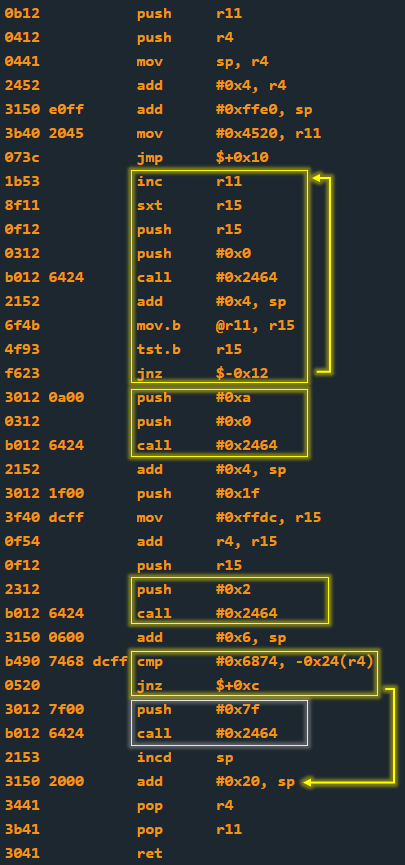 0b12 push r11
0412 push r4
0441 mov sp, r4
2452 add #0x4, r4
3150 e0ff add #0xffe0, sp
3b40 2045 mov #0x4520, r11
073c jmp $+0x10
1b53 inc r11
8f11 sxt r15
0f12 push r15
0312 push #0x0
b012 6424 call #0x2464
2152 add #0x4, sp
6f4b mov.b @r11, r15
4f93 tst.b r15
f623 jnz $-0x12
3012 0a00 push #0xa
0312 push #0x0
b012 6424 call #0x2464
2152 add #0x4, sp
3012 1f00 push #0x1f
3f40 dcff mov #0xffdc, r15
0f54 add r4, r15
0f12 push r15
2312 push #0x2
b012 6424 call #0x2464
3150 0600 add #0x6, sp
b490 7468 dcff cmp #0x6874, -0x24(r4)
0520 jnz $+0xc
3012 7f00 push #0x7f
b012 6424 call #0x2464
2153 incd sp
3150 2000 add #0x20, sp
3441 pop r4
3b41 pop r11
3041 ret